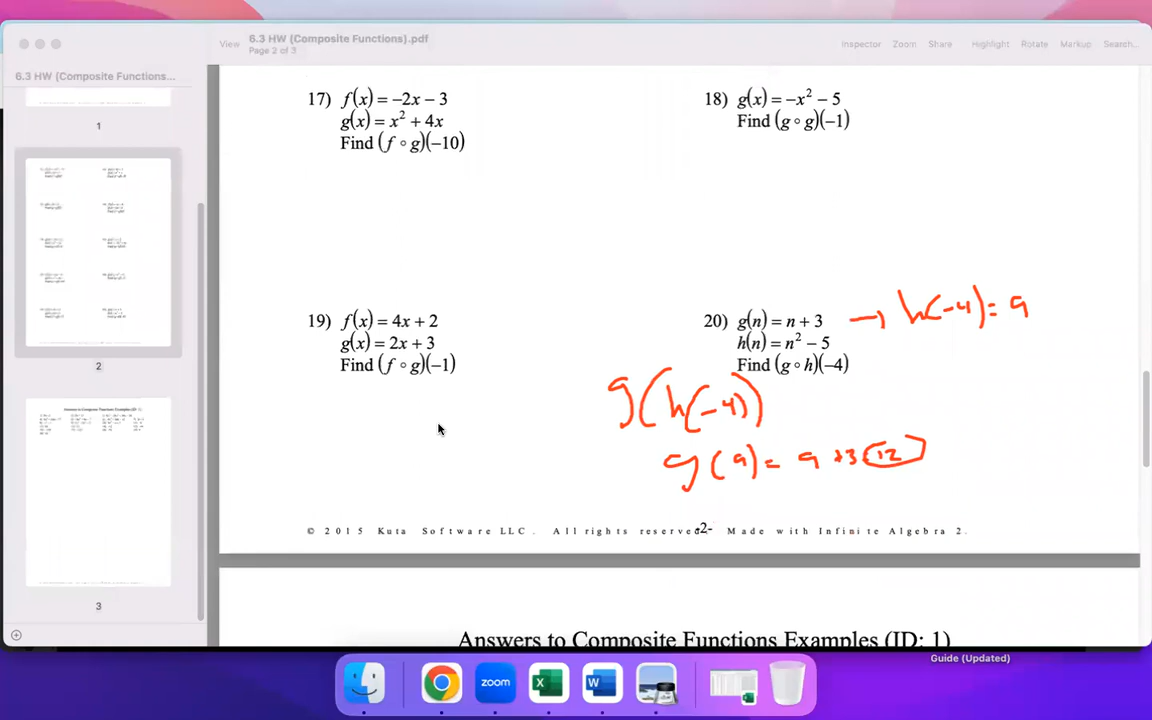 View
6.3 HW (Composite Functions).pdf
Page 2 of 3
Inspector Zoom Share Highlight Rotate Markup Search...
6.3 HW (Composite Functions...
1
2
3
17) f(x) = −2x − 3
g(x) = x² + 4x
Find (f ∘ g)(−10)
18) g(x) = −x² − 5
Find (g ∘ g)(−1)
19) f(x) = 4x + 2
g(x) = 2x + 3
Find (f ∘ g)(−1)
20) g(n) = n + 3
h(n) = n² − 5
Find (g ∘ h)(−4)
→ h(−4) = 9
g(h(−4))
g(9) = 9 +3 12
© 2015 Kuta Software LLC. All rights reserved. -2- Made with Infinite Algebra 2.
Answers to Composite Functions Examples (ID: 1)
Guide (Updated)
zoom
X
W